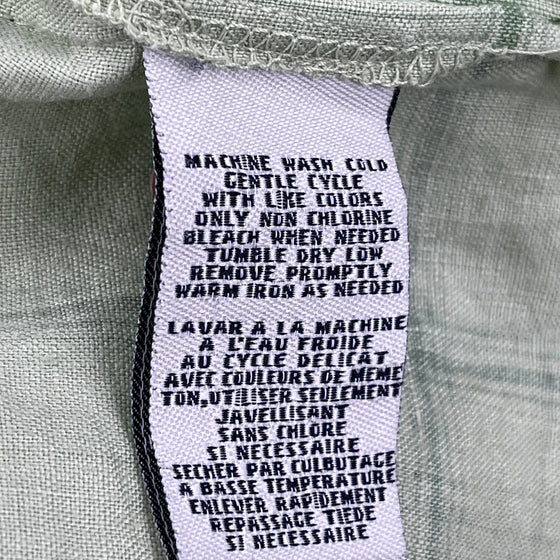 MACHINE WASH COLD
GENTLE CYCLE
WITH LIKE COLORS
ONLY NON CHLORINE
BLEACH WHEN NEEDED
TUMBLE DRY LOW
REMOVE PROMPTLY
WARM IRON AS NEEDED
LAVAR A LA MACHINE
A L'EAU FROIDE
AU CYCLE DELICAT
AVEC COULEURS DE MEME
TON, UTILISER SEULEMENT
JAVELLISANT
SANS CHLORE
SI NECESSAIRE
SECHER PAR CULBUTAGE
A BASSE TEMPERATURE
ENLEVER RAPIDEMENT
REPASSAGE TIEDE
SI NECESSAIRE